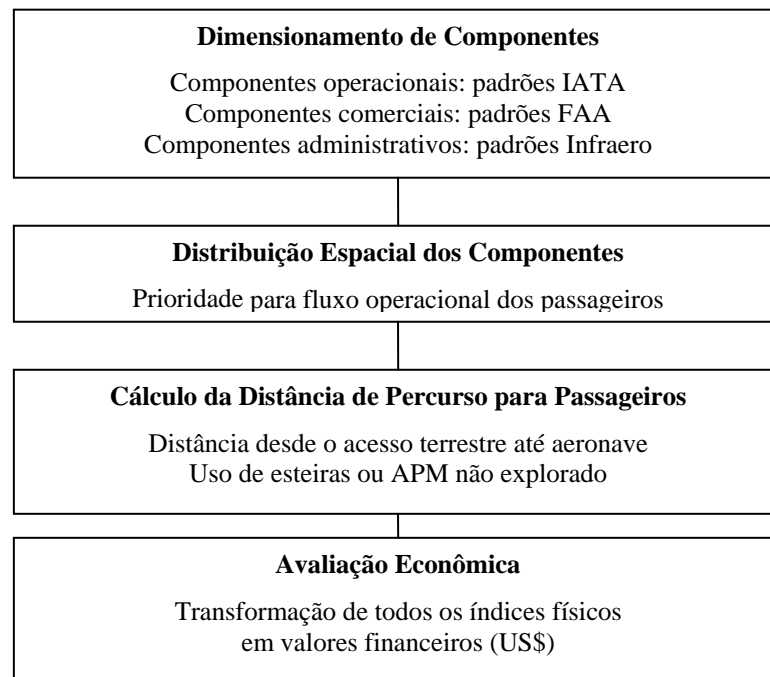 Dimensionamento de Componentes
Componentes operacionais: padrões IATA
Componentes comerciais: padrões FAA
Componentes administrativos: padrões Infraero
Distribuição Espacial dos Componentes
Prioridade para fluxo operacional dos passageiros
Cálculo da Distância de Percurso para Passageiros
Distância desde o acesso terrestre até aeronave
Uso de esteiras ou APM não explorado
Avaliação Econômica
Transformação de todos os índices físicos
em valores financeiros (US$)